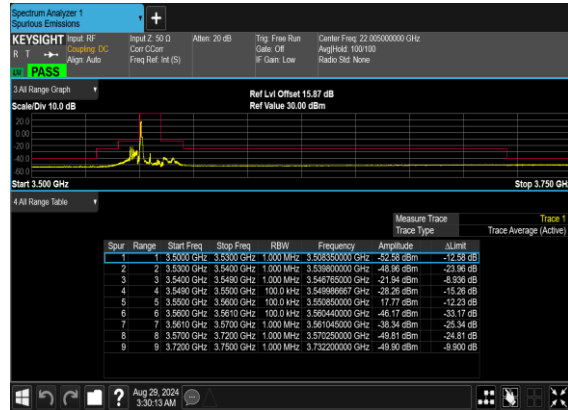 Spectrum Analyzer 1
Spurious Emissions
+
KEYSIGHT Input: RF Input Z: 50 Ω Atten: 20 dB Trig: Free Run Center Freq: 22.005000000 GHz
R T Coupling: DC Corr CCorr Gate: Off Avg|Hold: 100/100
Align: Auto Freq Ref: Int (S) IF Gain: Low Radio Std: None
PASS
3 All Range Graph
Ref Lvl Offset 15.87 dB
Scale/Div 10.0 dB Ref Value 30.00 dBm
20.0
0.00
-20.0
-40.0
-60.0
Start 3.500 GHz Stop 3.750 GH
4 All Range Table
Measure Trace Trace 1
Trace Type Trace Average (Active)
Spur Range Start Freq Stop Freq RBW Frequency Amplitude ΔLimit
1 1 3.5000 GHz 3.5300 GHz 1.000 MHz 3.508350000 GHz -52.58 dBm -12.58 dB
2 2 3.5300 GHz 3.5400 GHz 1.000 MHz 3.539800000 GHz -48.96 dBm -23.96 dB
3 3 3.5400 GHz 3.5490 GHz 1.000 MHz 3.546765000 GHz -21.94 dBm -8.936 dB
4 4 3.5490 GHz 3.5500 GHz 100.0 kHz 3.549986667 GHz -28.26 dBm -15.26 dB
5 5 3.5500 GHz 3.5600 GHz 100.0 kHz 3.550850000 GHz 17.77 dBm -12.23 dB
6 6 3.5600 GHz 3.5610 GHz 100.0 kHz 3.560440000 GHz -46.17 dBm -33.17 dB
7 7 3.5610 GHz 3.5700 GHz 1.000 MHz 3.561045000 GHz -38.34 dBm -25.34 dB
8 8 3.5700 GHz 3.7200 GHz 1.000 MHz 3.570250000 GHz -49.81 dBm -24.81 dB
9 9 3.7200 GHz 3.7500 GHz 1.000 MHz 3.732200000 GHz -49.90 dBm -9.900 dB
? Aug 29, 2024
3:30:13 AM